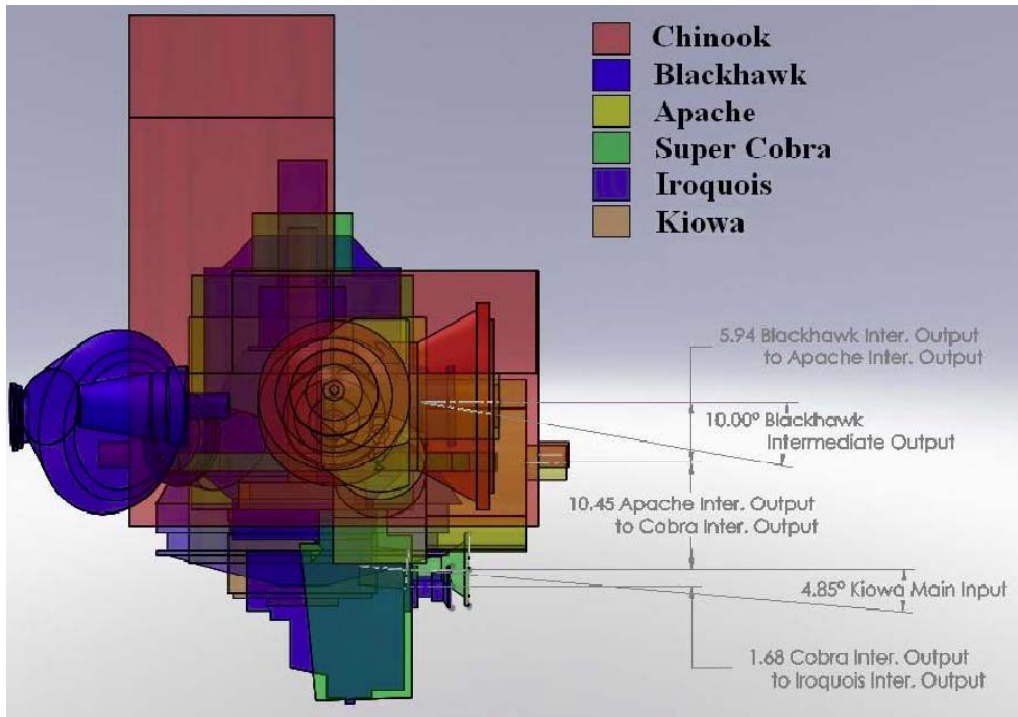 Chinook
Blackhawk
Apache
Super Cobra
Iroquois
Kiowa
5.94 Blackhawk Inter. Output
to Apache Inter. Output
10.00° Blackhawk
Intermediate Output
10.45 Apache Inter. Output
to Cobra Inter. Output
4.85° Kiowa Main Input
1.68 Cobra Inter. Output
to Iroquois Inter. Output